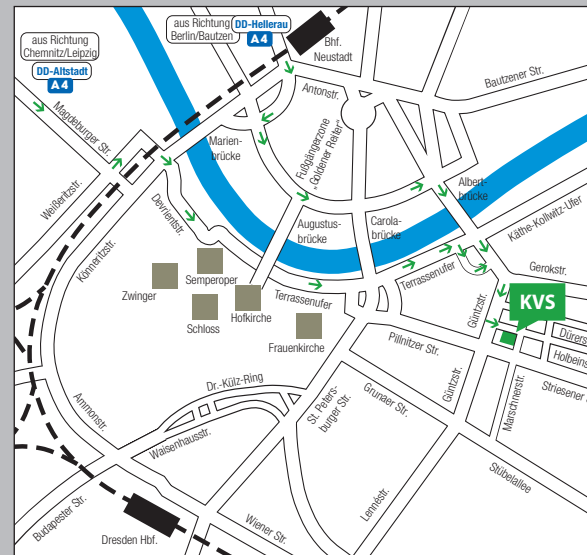 aus Richtung
Chemnitz/Leipzig
DD-Altstadt
A4
aus Richtung
Berlin/Bautzen
DD-Hellerau
A4
Bhf.
Neustadt
Bautzener Str.
Antonstr.
Magdeburger Str.
Marien-
brücke
Fußgängerzone
„Goldener Reiter“
Weißeritzstr.
Devrientstr.
Albert-
brücke
Käthe-Kollwitz-Ufer
Könneritzstr.
Augustus-
brücke
Carola-
brücke
Semperoper
Zwinger
Terrassenufer
Terrassenufer
Gerokstr.
Güntzstr.
KVS
Schloss
Hofkirche
Frauenkirche
Pillnitzer Str.
Dürers
Holbeins
Güntzstr.
Marschnerstr.
Striesener S
Dr.-Külz-Ring
St. Peters-
burger Str.
Grunaer Str.
Ammonstr.
Waisenhausstr.
Stübelallee
Lennéstr.
Budapester Str.
Wiener Str.
Dresden Hbf.